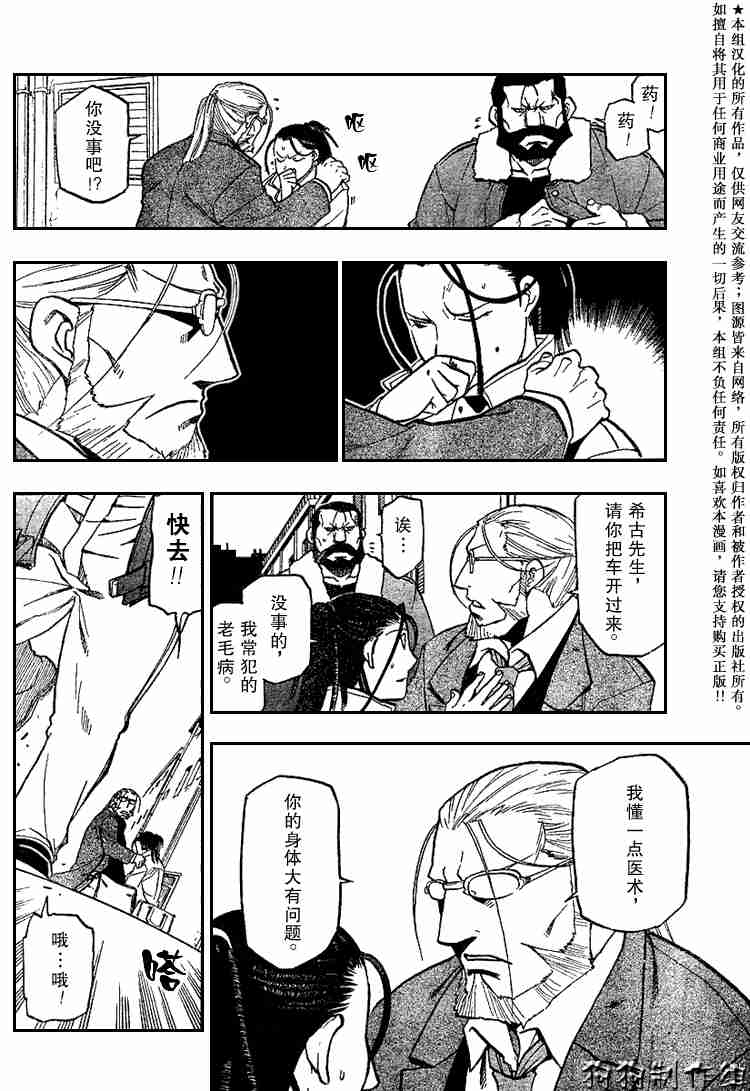 ★本组汉化的所有作品，仅供网友交流参考；图源皆来自网络，所有版权归作者和被作者授权的出版社所有。
如擅自将其用于任何商业用途而产生的一切后果，本组不负任何责任。如喜欢本漫画，请您支持购买正版!!
药!
药!
呕
呕
你没事吧!?
希古先生，
请你把车开过来。
诶…
没事的，
我常犯的
老毛病。
快去!!
哦…哦!
嗒
我懂一点医术，
你的身体大有问题。
狗狗制作组